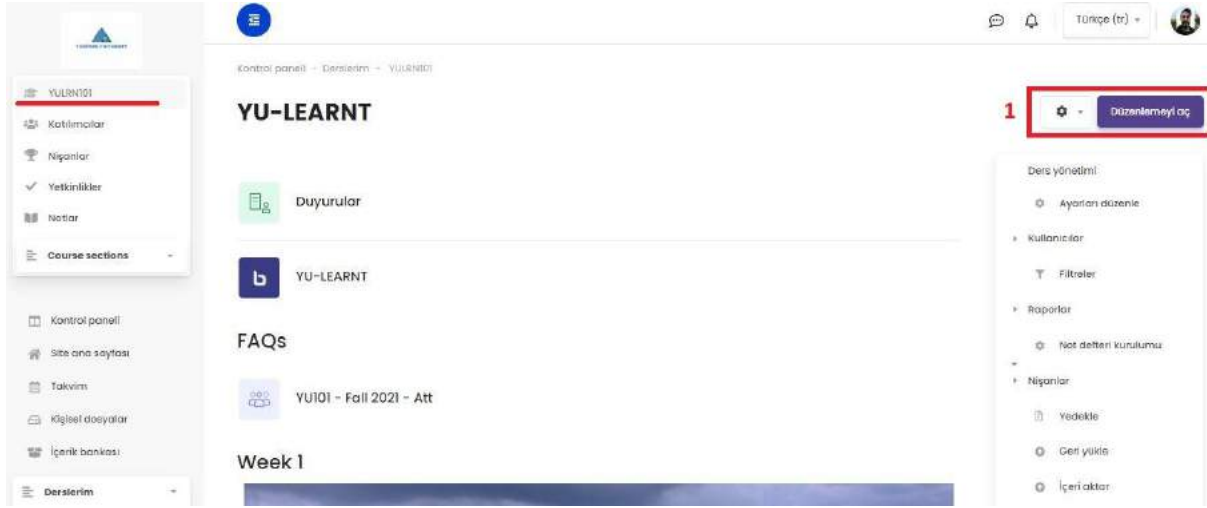 Türkçe (tr)
Kontrol paneli - Derslerim - YULRN101
YULRN101
Katılımcılar
Nişanlar
Yetkinlikler
Notlar
Course sections
Kontrol paneli
Site ana sayfası
Takvim
Kişisel dosyalar
İçerik bankası
Derslerim
YU-LEARNT
Duyurular
b YU-LEARNT
FAQs
YU101 - Fall 2021 - Att
Week 1
1
Düzenlemeyi aç
Ders yönetimi
Ayarları düzenle
Kullanıcılar
Filtreler
Raporlar
Not defteri kurulumu
Nişanlar
Yedekle
Geri yükle
İçeri aktar